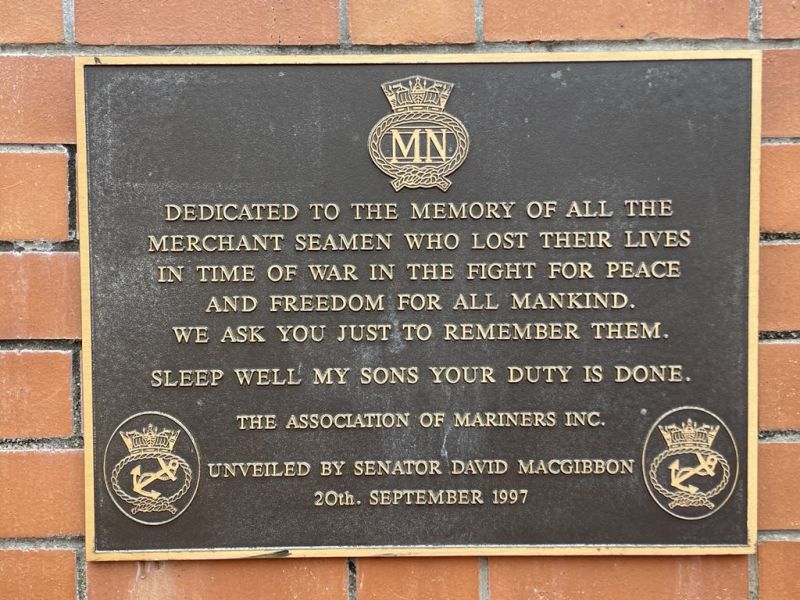 MN
DEDICATED TO THE MEMORY OF ALL THE
MERCHANT SEAMEN WHO LOST THEIR LIVES
IN TIME OF WAR IN THE FIGHT FOR PEACE
AND FREEDOM FOR ALL MANKIND.
WE ASK YOU JUST TO REMEMBER THEM.
SLEEP WELL MY SONS YOUR DUTY IS DONE.
THE ASSOCIATION OF MARINERS INC.
UNVEILED BY SENATOR DAVID MACGIBBON
20th. SEPTEMBER 1997